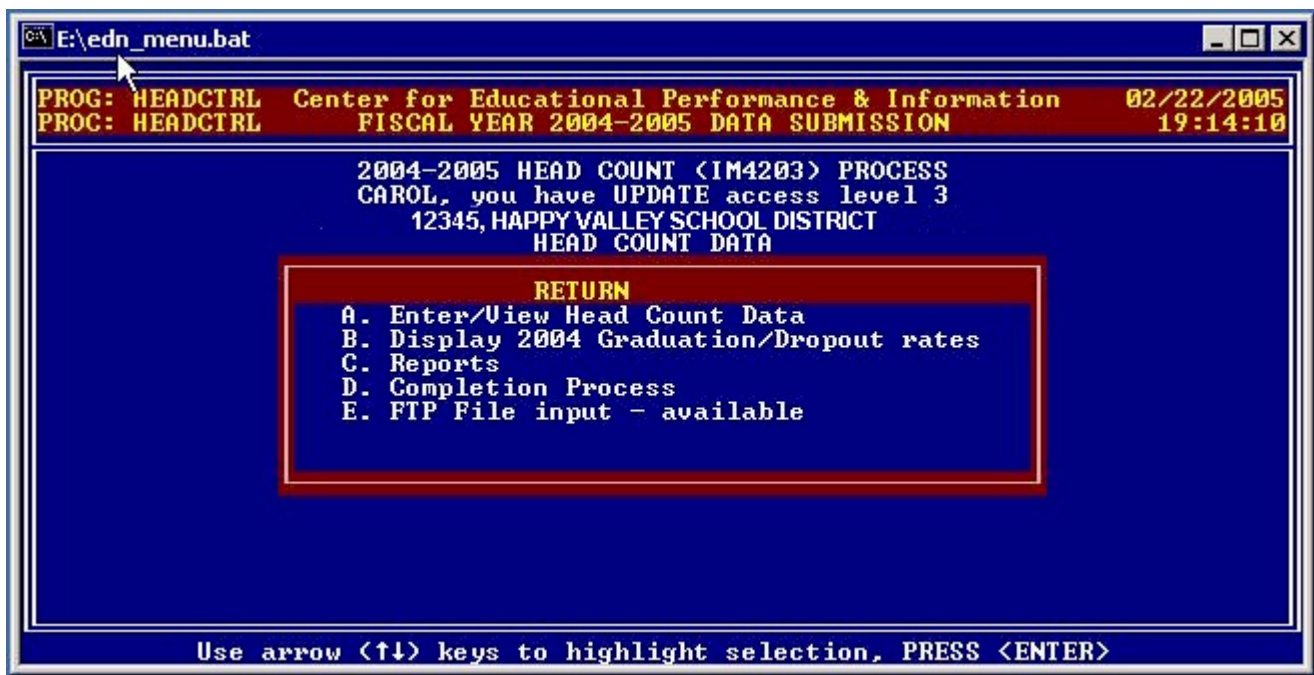 E:\edn_menu.bat
PROG: HEADCTRL Center for Educational Performance & Information 02/22/2005
PROC: HEADCTRL FISCAL YEAR 2004-2005 DATA SUBMISSION 19:14:10
2004-2005 HEAD COUNT (IM4203) PROCESS
CAROL, you have UPDATE access level 3
12345, HAPPY VALLEY SCHOOL DISTRICT
HEAD COUNT DATA
RETURN
A. Enter/View Head Count Data
B. Display 2004 Graduation/Dropout rates
C. Reports
D. Completion Process
E. FTP File input - available
Use arrow (↑↓) keys to highlight selection, PRESS <ENTER>